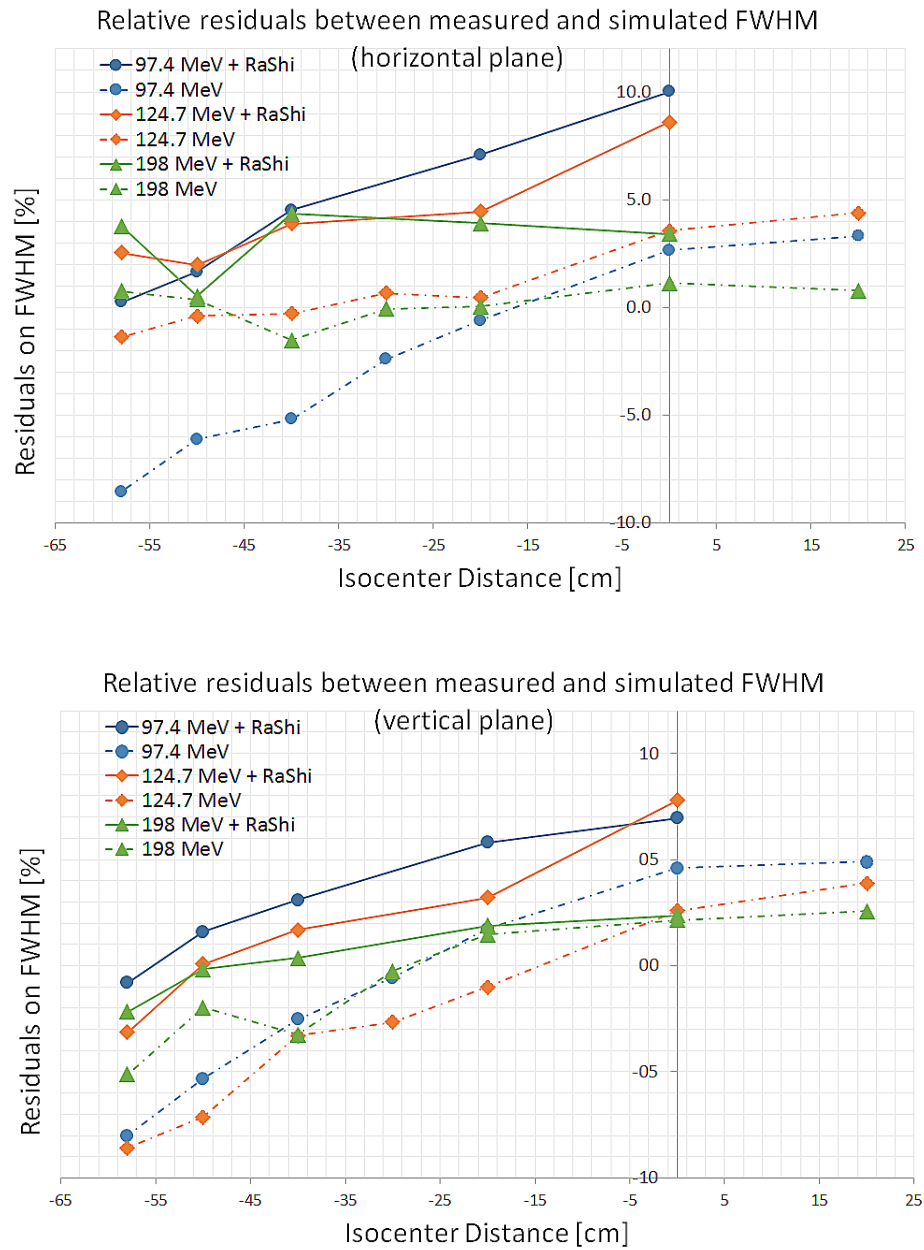 Relative residuals between measured and simulated FWHM
(horizontal plane)
97.4 MeV + RaShi
97.4 MeV
124.7 MeV + RaShi
124.7 MeV
198 MeV + RaShi
198 MeV
10.0
5.0
0.0
-5.0
-10.0
Residuals on FWHM [%]
-65 -55 -45 -35 -25 -15 -5 5 15 25
Isocenter Distance [cm]
Relative residuals between measured and simulated FWHM
(vertical plane)
97.4 MeV + RaShi
97.4 MeV
124.7 MeV + RaShi
124.7 MeV
198 MeV + RaShi
198 MeV
10
05
00
-05
-10
Residuals on FWHM [%]
-65 -55 -45 -35 -25 -15 -5 5 15 25
Isocenter Distance [cm]